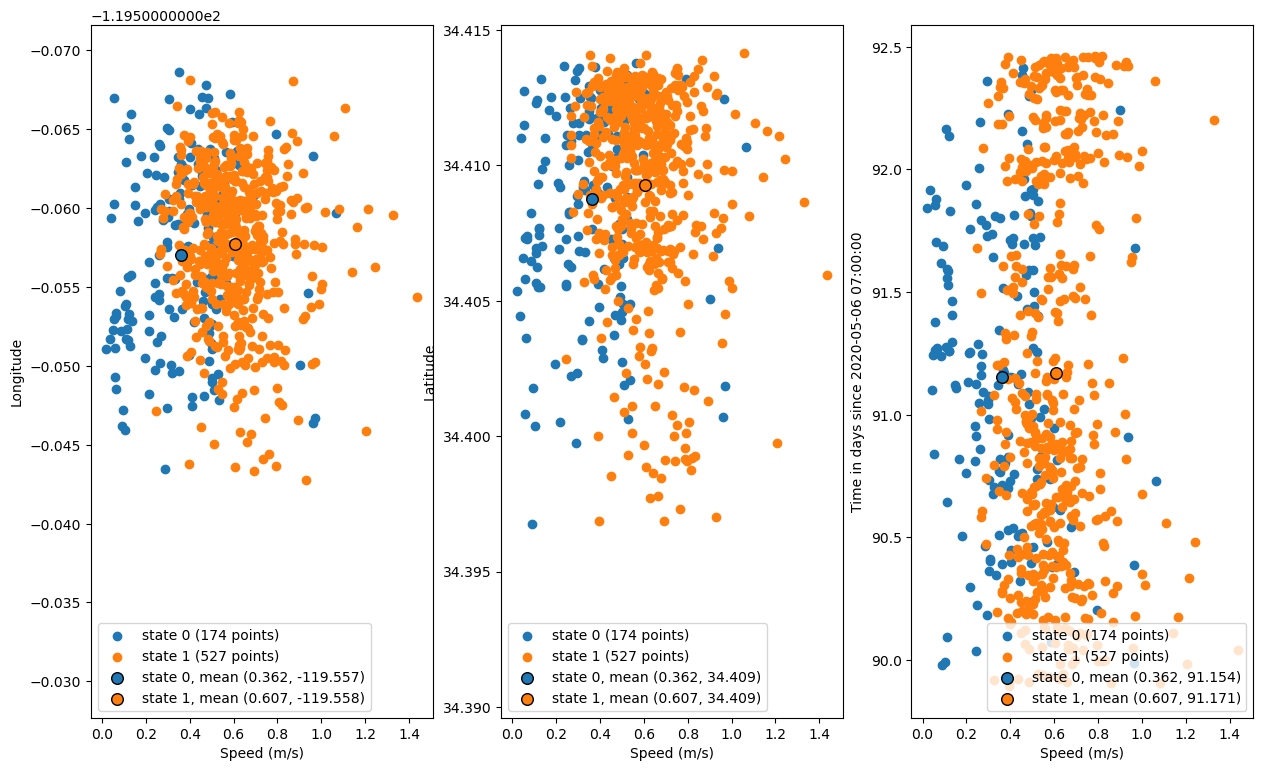 −1.1950000000e2
Longitude
−0.070
−0.065
−0.060
−0.055
−0.050
−0.045
−0.040
−0.035
−0.030
0.0 0.2 0.4 0.6 0.8 1.0 1.2 1.4
Speed (m/s)
state 0 (174 points)
state 1 (527 points)
state 0, mean (0.362, -119.557)
state 1, mean (0.607, -119.558)
Latitude
34.415
34.410
34.405
34.400
34.395
34.390
0.0 0.2 0.4 0.6 0.8 1.0 1.2 1.4
Speed (m/s)
state 0 (174 points)
state 1 (527 points)
state 0, mean (0.362, 34.409)
state 1, mean (0.607, 34.409)
Time in days since 2020-05-06 07:00:00
92.5
92.0
91.5
91.0
90.5
90.0
0.0 0.2 0.4 0.6 0.8 1.0 1.2 1.4
Speed (m/s)
state 0 (174 points)
state 1 (527 points)
state 0, mean (0.362, 91.154)
state 1, mean (0.607, 91.171)